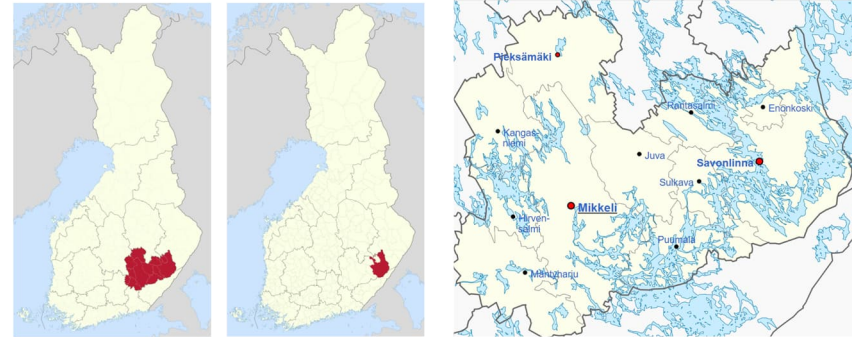 Pieksämäki
Rantasalmi
Enonkoski
Kangas-
niemi
Juva
Savonlinna
Sulkava
Mikkeli
Hirven-
salmi
Puumala
Mäntyharju